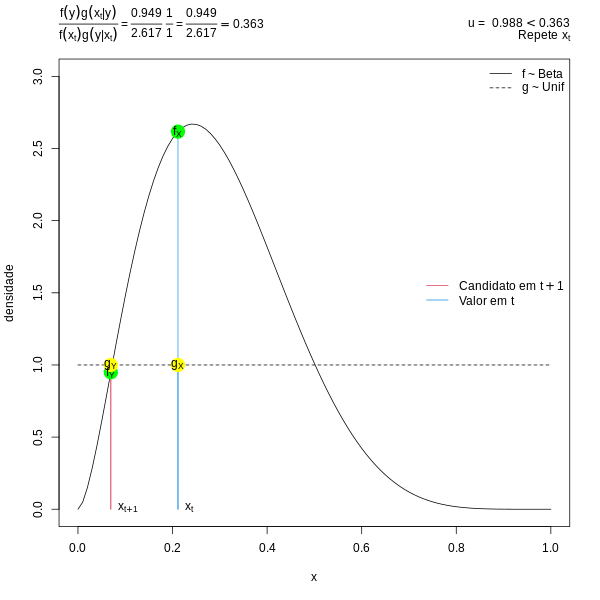 f(y)g(xₜ|y) 0.949 1 0.949
= = = 0.363
f(xₜ)g(y|xₜ) 2.617 1 2.617
u = 0.988 < 0.363
Repete xₜ
f ~ Beta
g ~ Unif
Candidato em t + 1
Valor em t
fX
gY
gX
fY
xₜ₊₁
xₜ
densidade
3.0
2.5
2.0
1.5
1.0
0.5
0.0
0.0 0.2 0.4 0.6 0.8 1.0
x